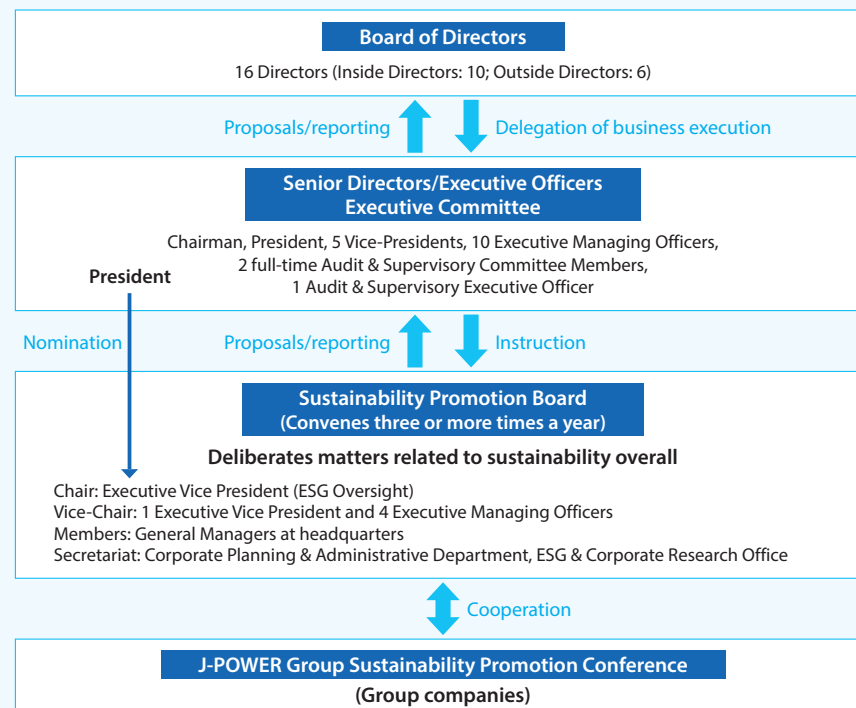 Board of Directors
16 Directors (Inside Directors: 10; Outside Directors: 6)
Proposals/reporting
Delegation of business execution
Senior Directors/Executive Officers
Executive Committee
Chairman, President, 5 Vice-Presidents, 10 Executive Managing Officers,
2 full-time Audit & Supervisory Committee Members,
1 Audit & Supervisory Executive Officer
President
Nomination
Proposals/reporting
Instruction
Sustainability Promotion Board
(Convenes three or more times a year)
Deliberates matters related to sustainability overall
Chair: Executive Vice President (ESG Oversight)
Vice-Chair: 1 Executive Vice President and 4 Executive Managing Officers
Members: General Managers at headquarters
Secretariat: Corporate Planning & Administrative Department, ESG & Corporate Research Office
Cooperation
J-POWER Group Sustainability Promotion Conference
(Group companies)